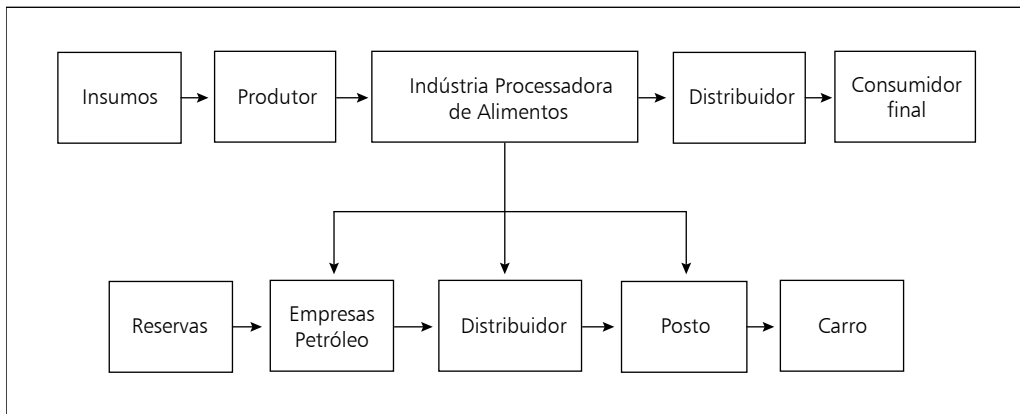 Insumos
Produtor
Indústria Processadora
de Alimentos
Distribuidor
Consumidor
final
Reservas
Empresas
Petróleo
Distribuidor
Posto
Carro